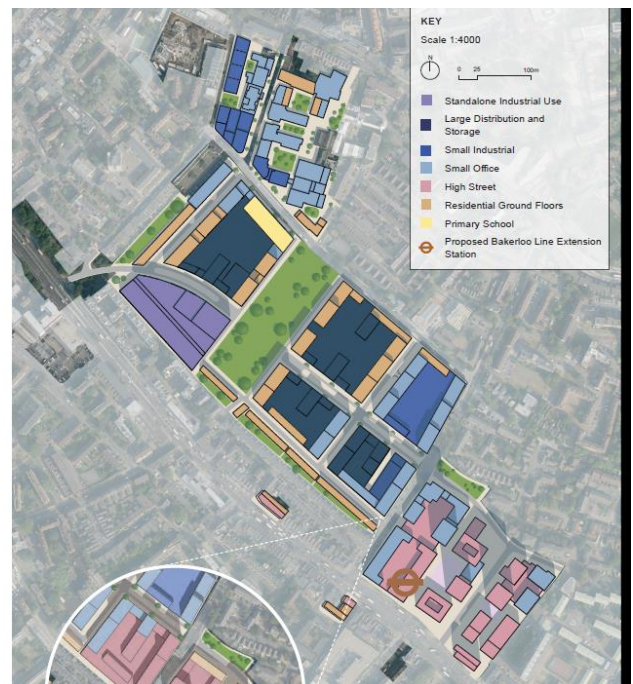 KEY
Scale 1:4000
N
0 25 100m
Standalone Industrial Use
Large Distribution and
Storage
Small Industrial
Small Office
High Street
Residential Ground Floors
Primary School
Proposed Bakerloo Line Extension
Station